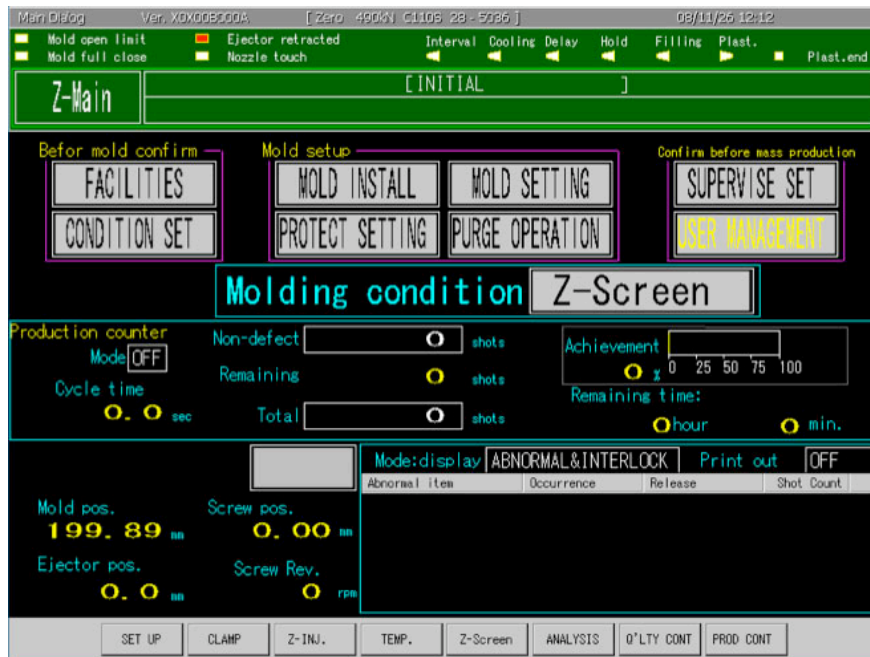 Main Dialog Ver. X0X00B000A [ Zero 490kN C110S 28 - 5036 ] 08/11/26 12:12
Mold open limit Ejector retracted Interval Cooling Delay Hold Filling Plast.
Mold full close Nozzle touch Plast.end
Z-Main [INITIAL ]
Befor mold confirm Mold setup Confirm before mass production
FACILITIES MOLD INSTALL MOLD SETTING SUPERVISE SET
CONDITION SET PROTECT SETTING PURGE OPERATION USER MANAGEMENT
Molding condition Z-Screen
Production counter
Mode OFF
Non-defect 0 shots
Achievement
0 % 0 25 50 75 100
Remaining 0 shots
Cycle time
0. 0 sec
Remaining time:
Total 0 shots
0 hour 0 min.
Mode:display ABNORMAL&INTERLOCK Print out OFF
Abnormal item Occurrence Release Shot Count
Mold pos. Screw pos.
199. 89 mm 0. 00 mm
Ejector pos. Screw Rev.
0. 0 mm 0 rpm
SET UP CLAMP Z-INJ. TEMP. Z-Screen ANALYSIS Q'LTY CONT PROD CONT